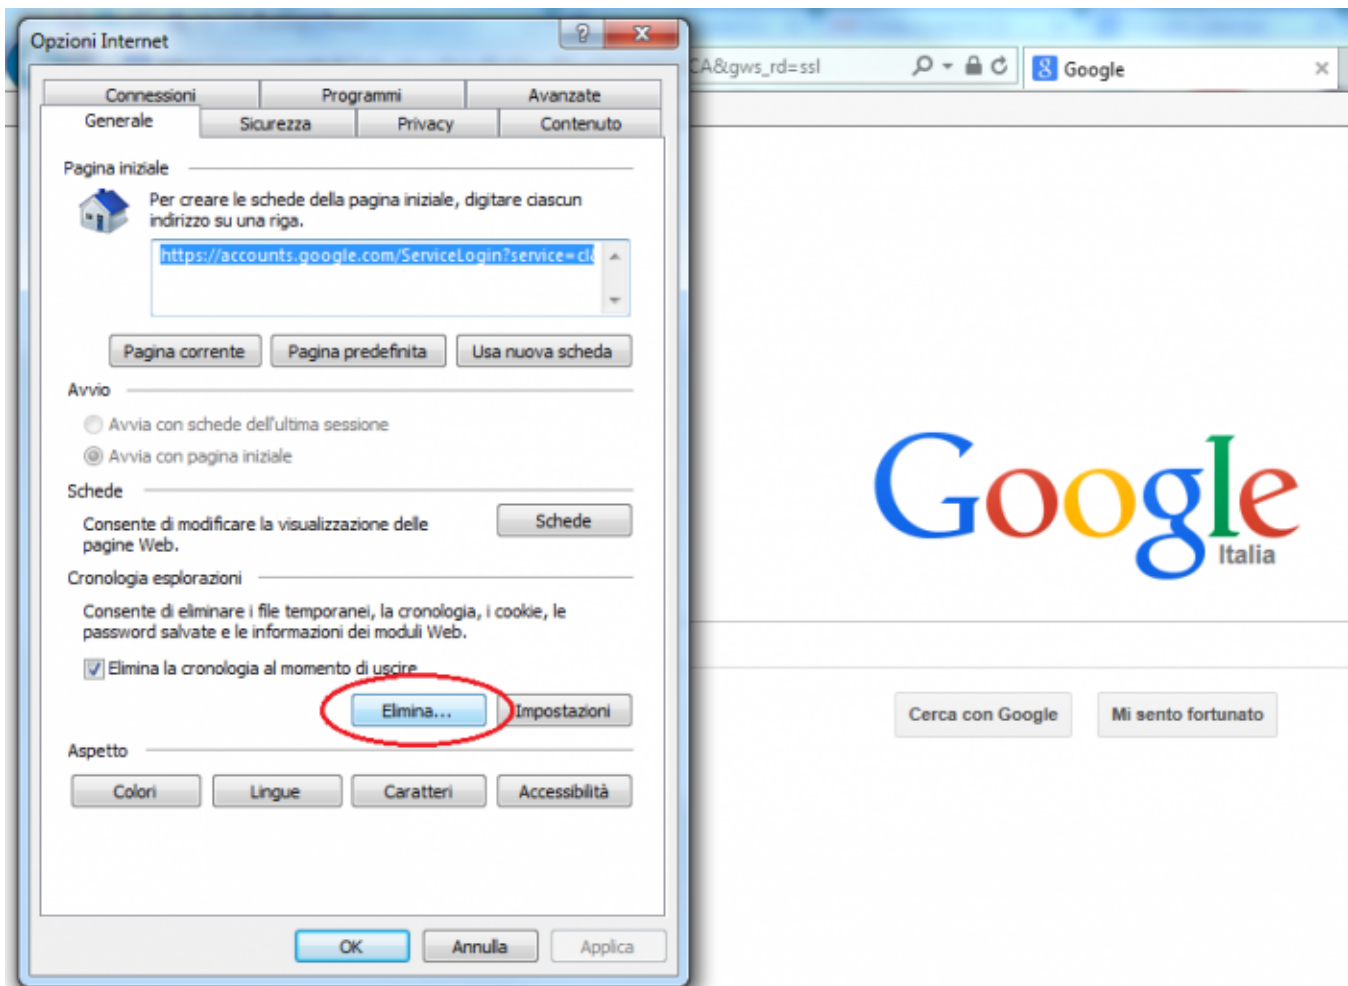 Opzioni Internet
CA&gws_rd=ssl
Google
Connessioni Programmi Avanzate
Generale Sicurezza Privacy Contenuto
Pagina iniziale
Per creare le schede della pagina iniziale, digitare ciascun
indirizzo su una riga.
https://accounts.google.com/ServiceLogin?service=cl&
Pagina corrente Pagina predefinita Usa nuova scheda
Avvio
Avvia con schede dell'ultima sessione
Avvia con pagina iniziale
Schede
Consente di modificare la visualizzazione delle
pagine Web.
Schede
Cronologia esplorazioni
Consente di eliminare i file temporanei, la cronologia, i cookie, le
password salvate e le informazioni dei moduli Web.
Elimina la cronologia al momento di uscire
Elimina... Impostazioni
Aspetto
Colori Lingue Caratteri Accessibilità
OK Annulla Applica
Google
Italia
Cerca con Google Mi sento fortunato